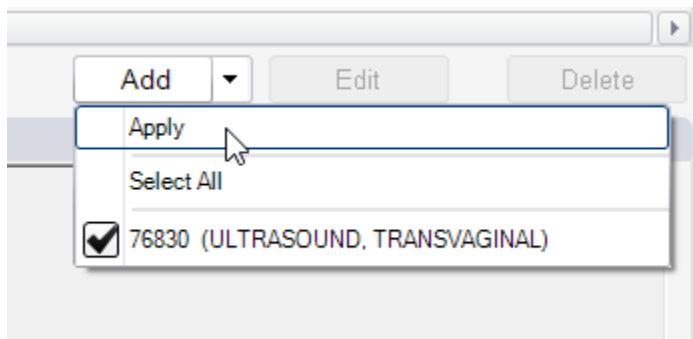 Add Edit Delete
Apply
Select All
76830 (ULTRASOUND, TRANSVAGINAL)